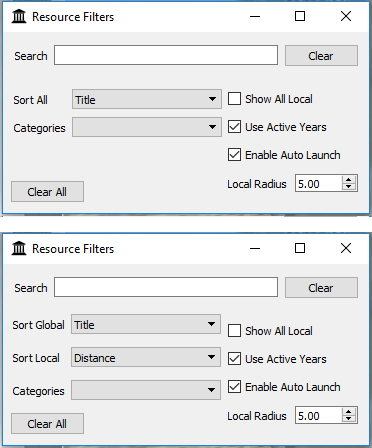 Resource Filters
Search Clear
Sort All Title Show All Local
Categories Use Active Years
Enable Auto Launch
Clear All Local Radius 5.00
Resource Filters
Search Clear
Sort Global Title Show All Local
Sort Local Distance Use Active Years
Categories Enable Auto Launch
Clear All Local Radius 5.00